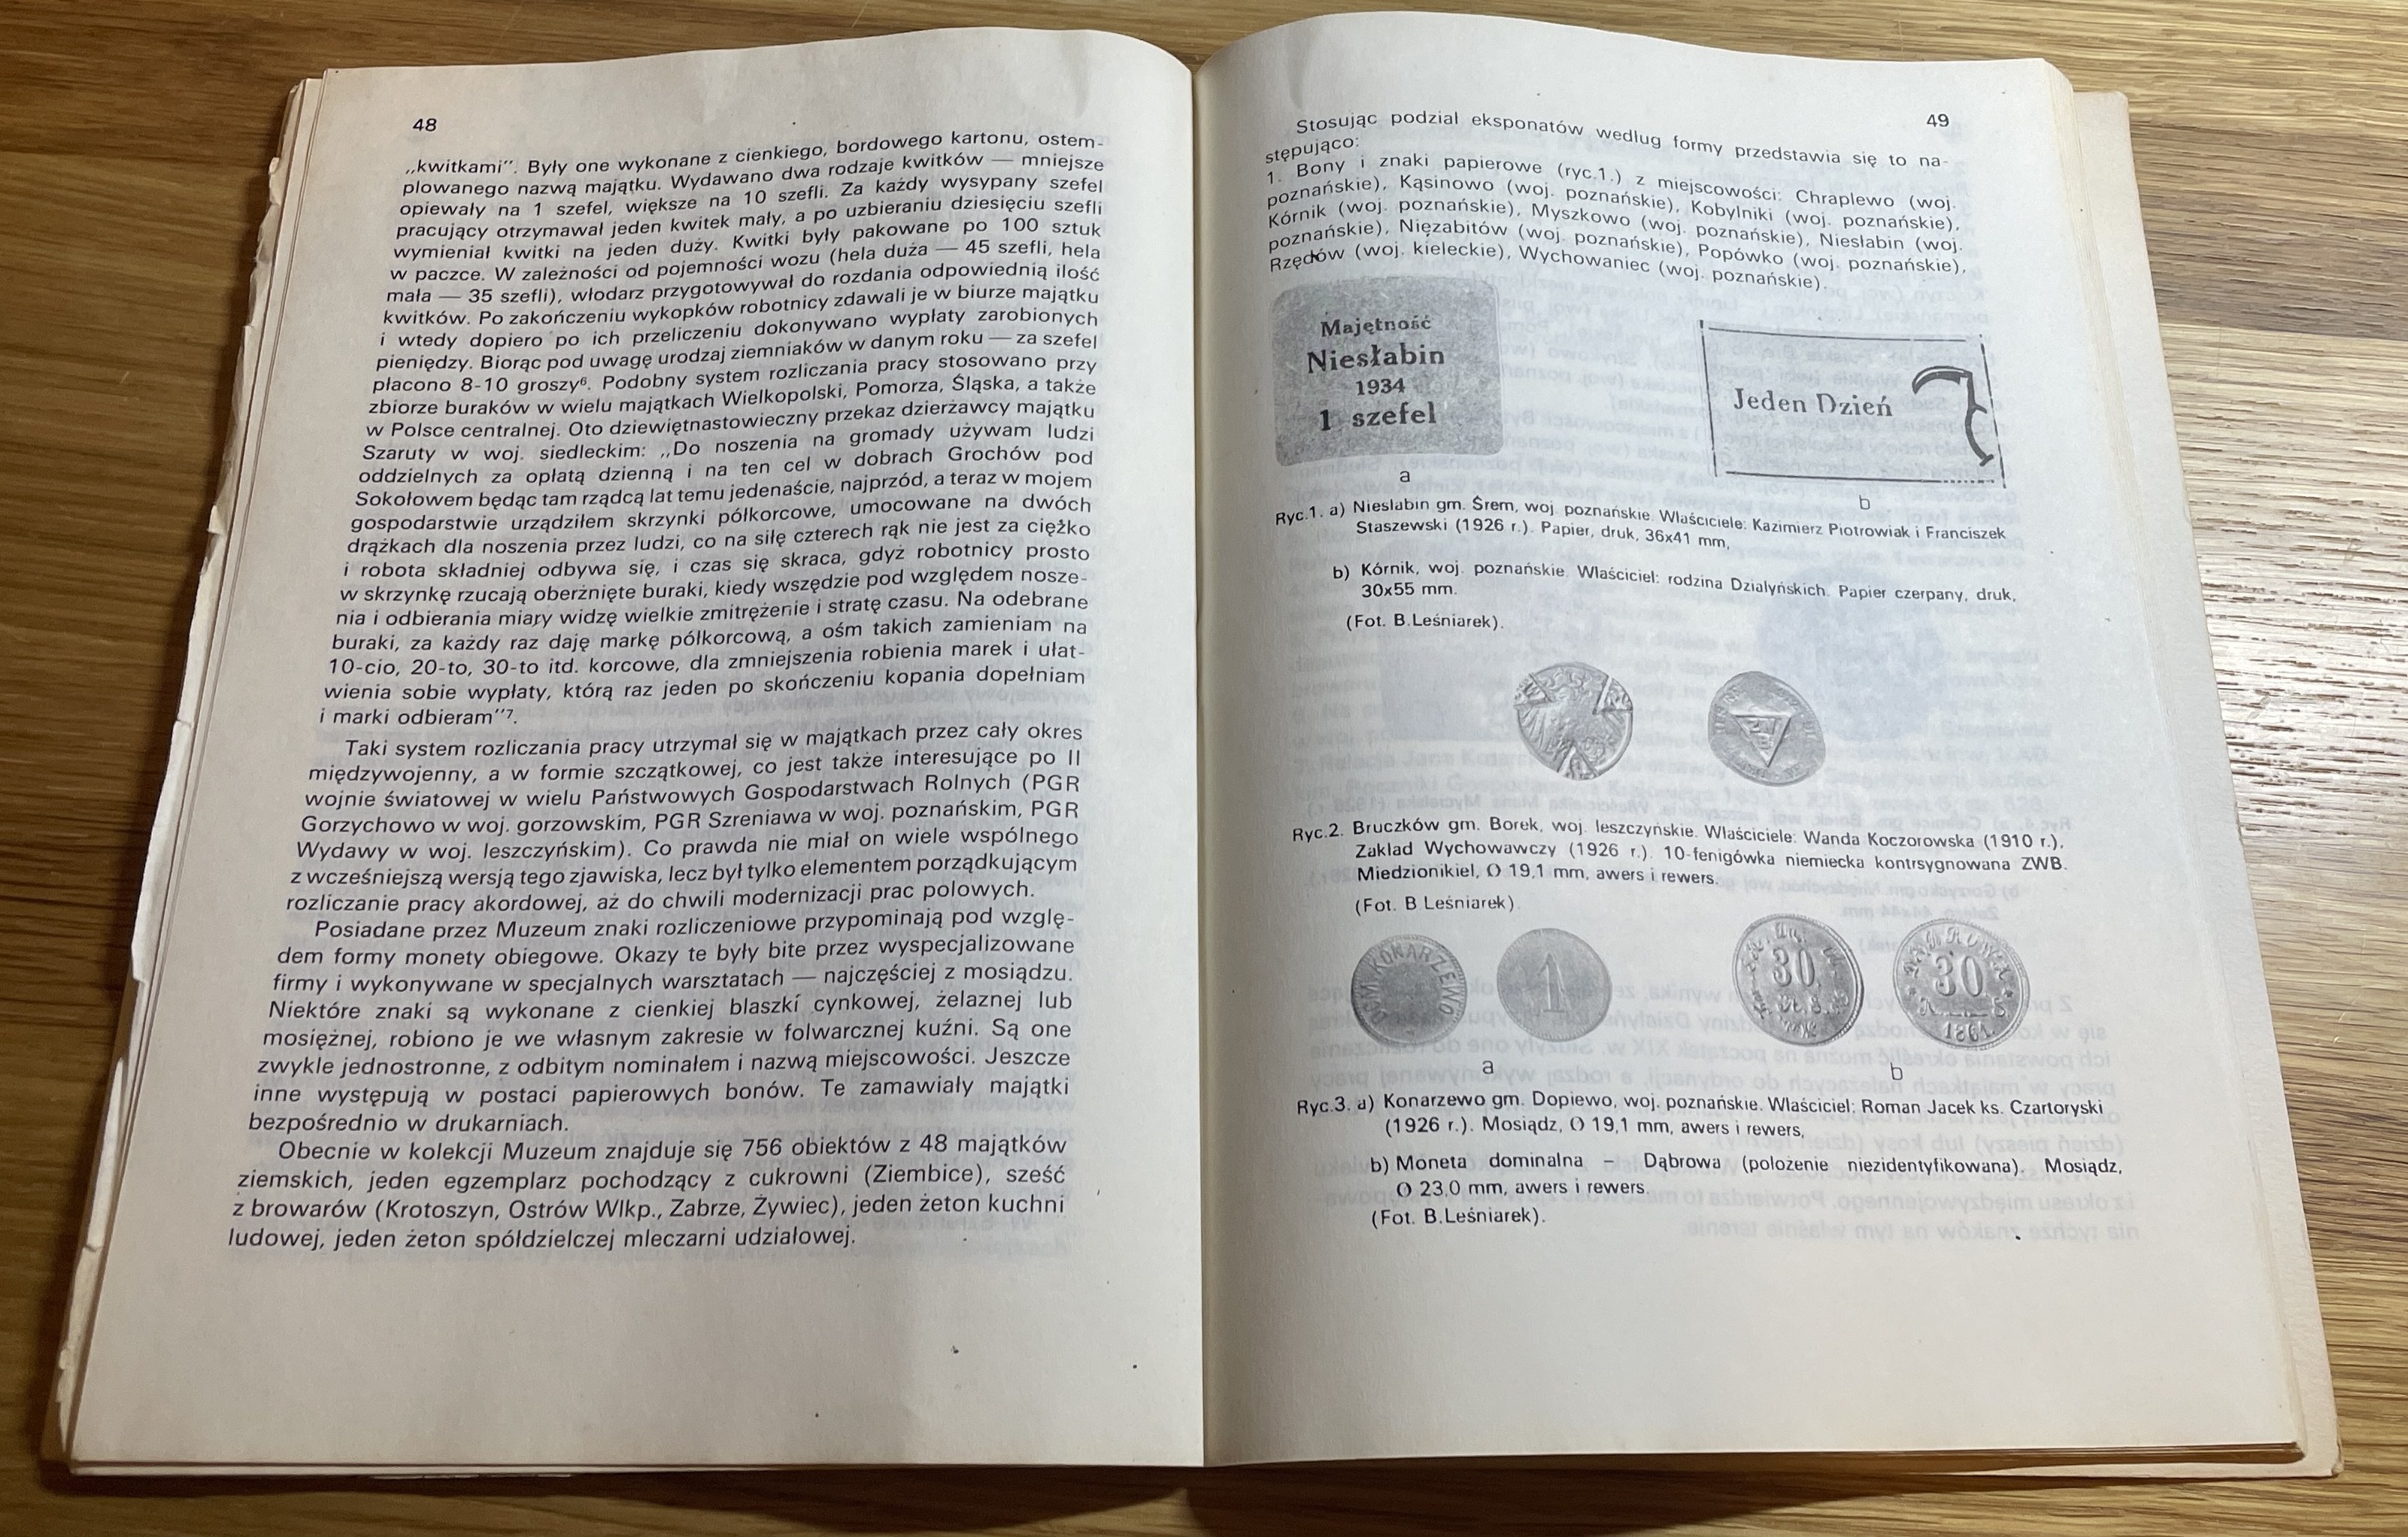 48
„kwitkami”. Były one wykonane z cienkiego, bordowego kartonu, ostem-
plowanego nazwą majątku. Wydawano dwa rodzaje kwitków — mniejsze
opiewały na 1 szefel, większe na 10 szefli. Za każdy wysypany szefel
pracujący otrzymawał jeden kwitek mały, a po uzbieraniu dziesięciu szefli
wymieniał kwitki na jeden duży. Kwitki były pakowane po 100 sztuk
w paczce. W zależności od pojemności wozu (hela duża — 45 szefli, hela
mała — 35 szefli), włodarz przygotowywał do rozdania odpowiednią ilość
kwitków. Po zakończeniu wykopków robotnicy zdawali je w biurze majątku
i wtedy dopiero po ich przeliczeniu dokonywano wypłaty zarobionych
pieniędzy. Biorąc pod uwagę urodzaj ziemniaków w danym roku — za szefel
płacono 8-10 groszy⁶. Podobny system rozliczania pracy stosowano przy
zbiorze buraków w wielu majątkach Wielkopolski, Pomorza, Śląska, a także
w Polsce centralnej. Oto dziewiętnastowieczny przekaz dzierżawcy majątku
Szaruty w woj. siedleckim: „Do noszenia na gromady używam ludzi
oddzielnych za opłatą dzienną i na ten cel w dobrach Grochów pod
Sokołowem będąc tam rządcą lat temu jedenaście, najprzód, a teraz w mojem
gospodarstwie urządziłem skrzynki półkorcowe, umocowane na dwóch
drążkach dla noszenia przez ludzi, co na siłę czterech rąk nie jest za ciężko
i robota składniej odbywa się, i czas się skraca, gdyż robotnicy prosto
w skrzynkę rzucają oberżnięte buraki, kiedy wszędzie pod względem nosze-
nia i odbierania miary widzę wielkie zmitrężenie i stratę czasu. Na odebrane
buraki, za każdy raz daję markę półkorcową, a ośm takich zamieniam na
10-cio, 20-to, 30-to itd. korcowe, dla zmniejszenia robienia marek i ułat-
wienia sobie wypłaty, którą raz jeden po skończeniu kopania dopełniam
i marki odbieram”⁷.
Taki system rozliczania pracy utrzymał się w majątkach przez cały okres
międzywojenny, a w formie szczątkowej, co jest także interesujące po II
wojnie światowej w wielu Państwowych Gospodarstwach Rolnych (PGR
Gorzychowo w woj. gorzowskim, PGR Szreniawa w woj. poznańskim, PGR
Wydawy w woj. leszczyńskim). Co prawda nie miał on wiele wspólnego
z wcześniejszą wersją tego zjawiska, lecz był tylko elementem porządkującym
rozliczanie pracy akordowej, aż do chwili modernizacji prac polowych.
Posiadane przez Muzeum znaki rozliczeniowe przypominają pod wzglę-
dem formy monety obiegowe. Okazy te były bite przez wyspecjalizowane
firmy i wykonywane w specjalnych warsztatach — najczęściej z mosiądzu.
Niektóre znaki są wykonane z cienkiej blaszki cynkowej, żelaznej lub
mosiężnej, robiono je we własnym zakresie w folwarcznej kuźni. Są one
zwykle jednostronne, z odbitym nominałem i nazwą miejscowości. Jeszcze
inne występują w postaci papierowych bonów. Te zamawiały majątki
bezpośrednio w drukarniach.
Obecnie w kolekcji Muzeum znajduje się 756 obiektów z 48 majątków
ziemskich, jeden egzemplarz pochodzący z cukrowni (Ziembice), sześć
z browarów (Krotoszyn, Ostrów Wlkp., Zabrze, Żywiec), jeden żeton kuchni
ludowej, jeden żeton spółdzielczej mleczarni udziałowej.
49
Stosując podział eksponatów według formy przedstawia się to na-
stępująco:
1. Bony i znaki papierowe (ryc.1.) z miejscowości: Chraplewo (woj.
poznańskie), Kąsinowo (woj. poznańskie), Kobylniki (woj. poznańskie),
Kórnik (woj. poznańskie), Myszkowo (woj. poznańskie), Niesłabin (woj.
poznańskie), Nięzabitów (woj. poznańskie), Popówko (woj. poznańskie),
Rzędów (woj. kieleckie), Wychowaniec (woj. poznańskie).
Majętność
Niesłabin
1934
1 szefel
Jeden Dzień
a
b
Ryc.1. a) Niesłabin gm. Śrem, woj. poznańskie. Właściciele: Kazimierz Piotrowiak i Franciszek
Staszewski (1926 r.). Papier, druk, 36x41 mm,
b) Kórnik, woj. poznańskie. Właściciel: rodzina Działyńskich. Papier czerpany, druk,
30x55 mm.
(Fot. B.Leśniarek).
Ryc.2. Bruczków gm. Borek, woj. leszczyńskie. Właściciele: Wanda Koczorowska (1910 r.),
Zakład Wychowawczy (1926 r.). 10-fenigówka niemiecka kontrsygnowana ZWB.
Miedzionikiel, O 19,1 mm, awers i rewers.
(Fot. B Leśniarek).
DOM. KONARZEWO
1
30
DĄBROWA
30
1861
a
b
Ryc.3. a) Konarzewo gm. Dopiewo, woj. poznańskie. Właściciel: Roman Jacek ks. Czartoryski
(1926 r.). Mosiądz, O 19,1 mm, awers i rewers,
b) Moneta dominalna – Dąbrowa (położenie niezidentyfikowana). Mosiądz,
O 23,0 mm, awers i rewers.
(Fot. B.Leśniarek).